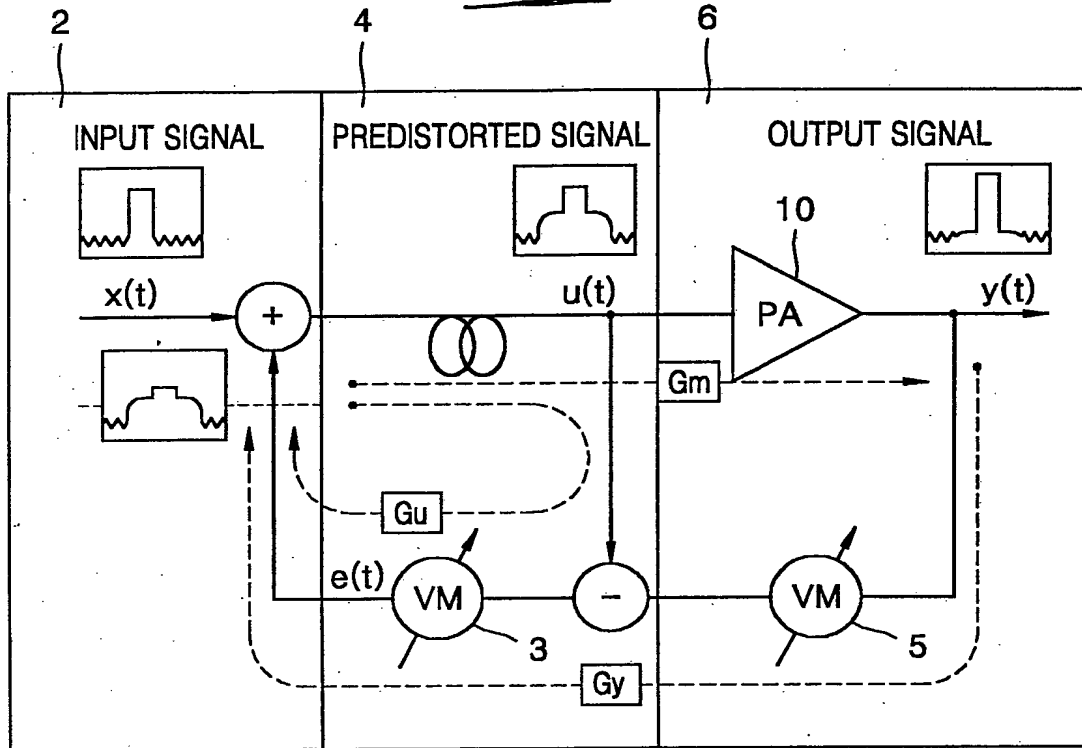 2 4 6
INPUT SIGNAL PREDISTORTED SIGNAL OUTPUT SIGNAL
10
x(t) + u(t) PA y(t)
Gm
Gu
e(t) VM - VM
3 5
Gy